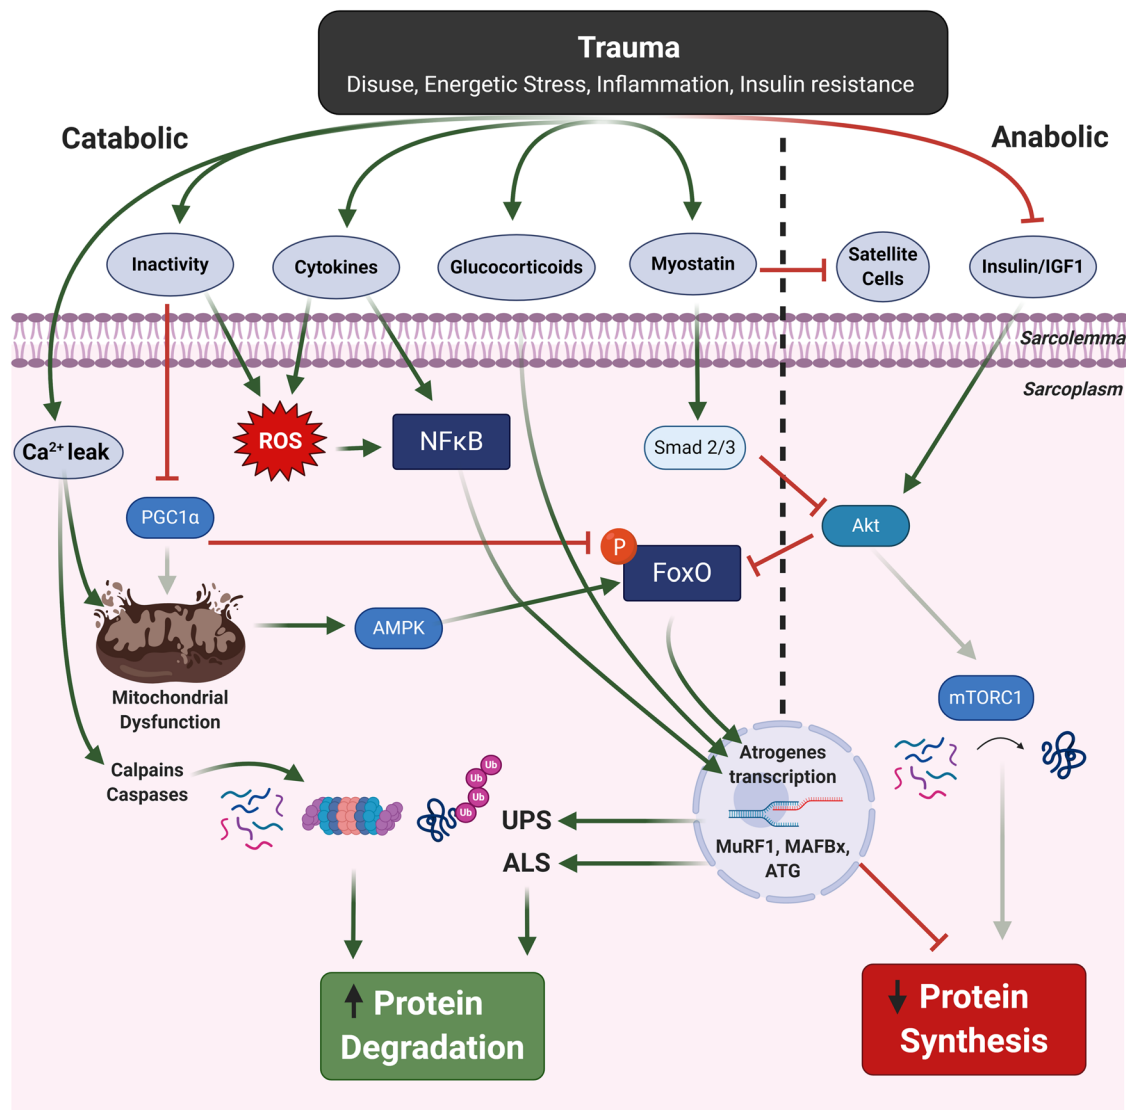 Trauma
Disuse, Energetic Stress, Inflammation, Insulin resistance
Catabolic
Anabolic
Inactivity
Cytokines
Glucocorticoids
Myostatin
Satellite
Cells
Insulin/IGF1
Sarcolemma
Sarcoplasm
Ca²⁺ leak
ROS
NFκB
Smad 2/3
PGC1α
Akt
P
FoxO
AMPK
Mitochondrial
Dysfunction
mTORC1
Calpains
Caspases
Ub
Ub
Ub
Ub
Atrogenes
transcription
MuRF1, MAFBx,
ATG
UPS
ALS
Protein
Degradation
Protein
Synthesis